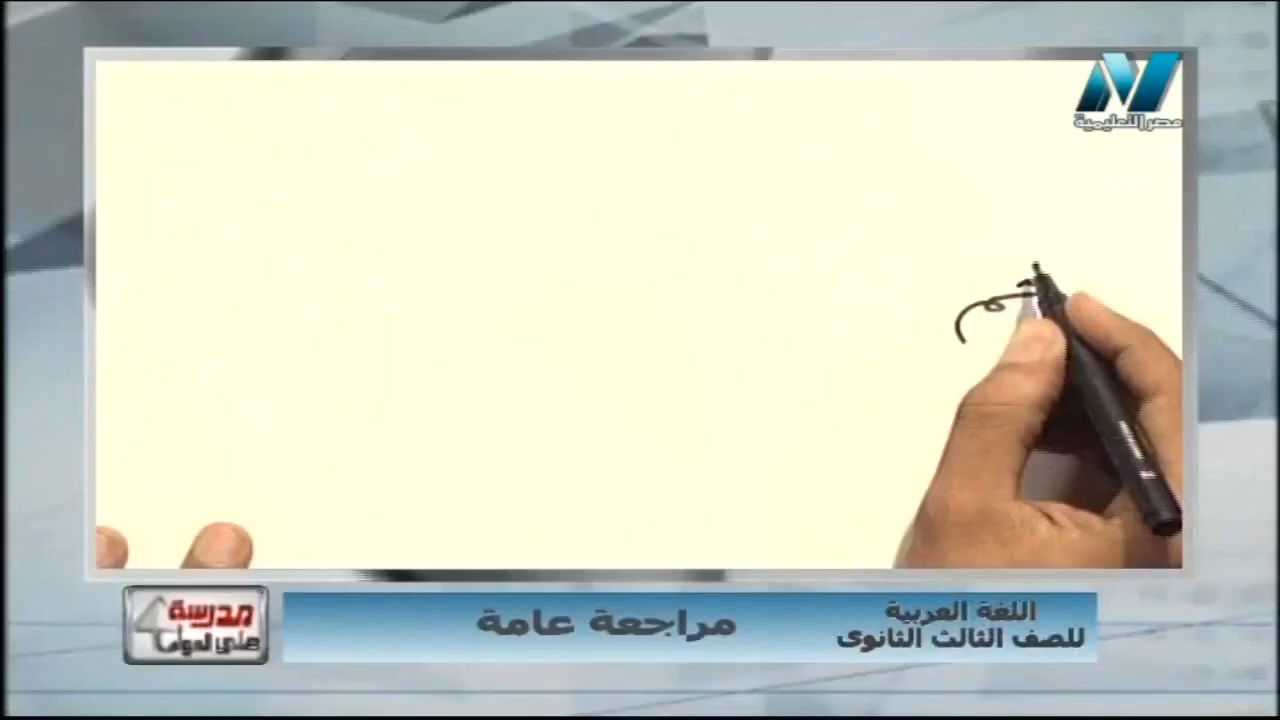 مصر التعليمية
اللغة العربية
للصف الثالث الثانوى
مراجعة عامة
مدرسة
على الهواء